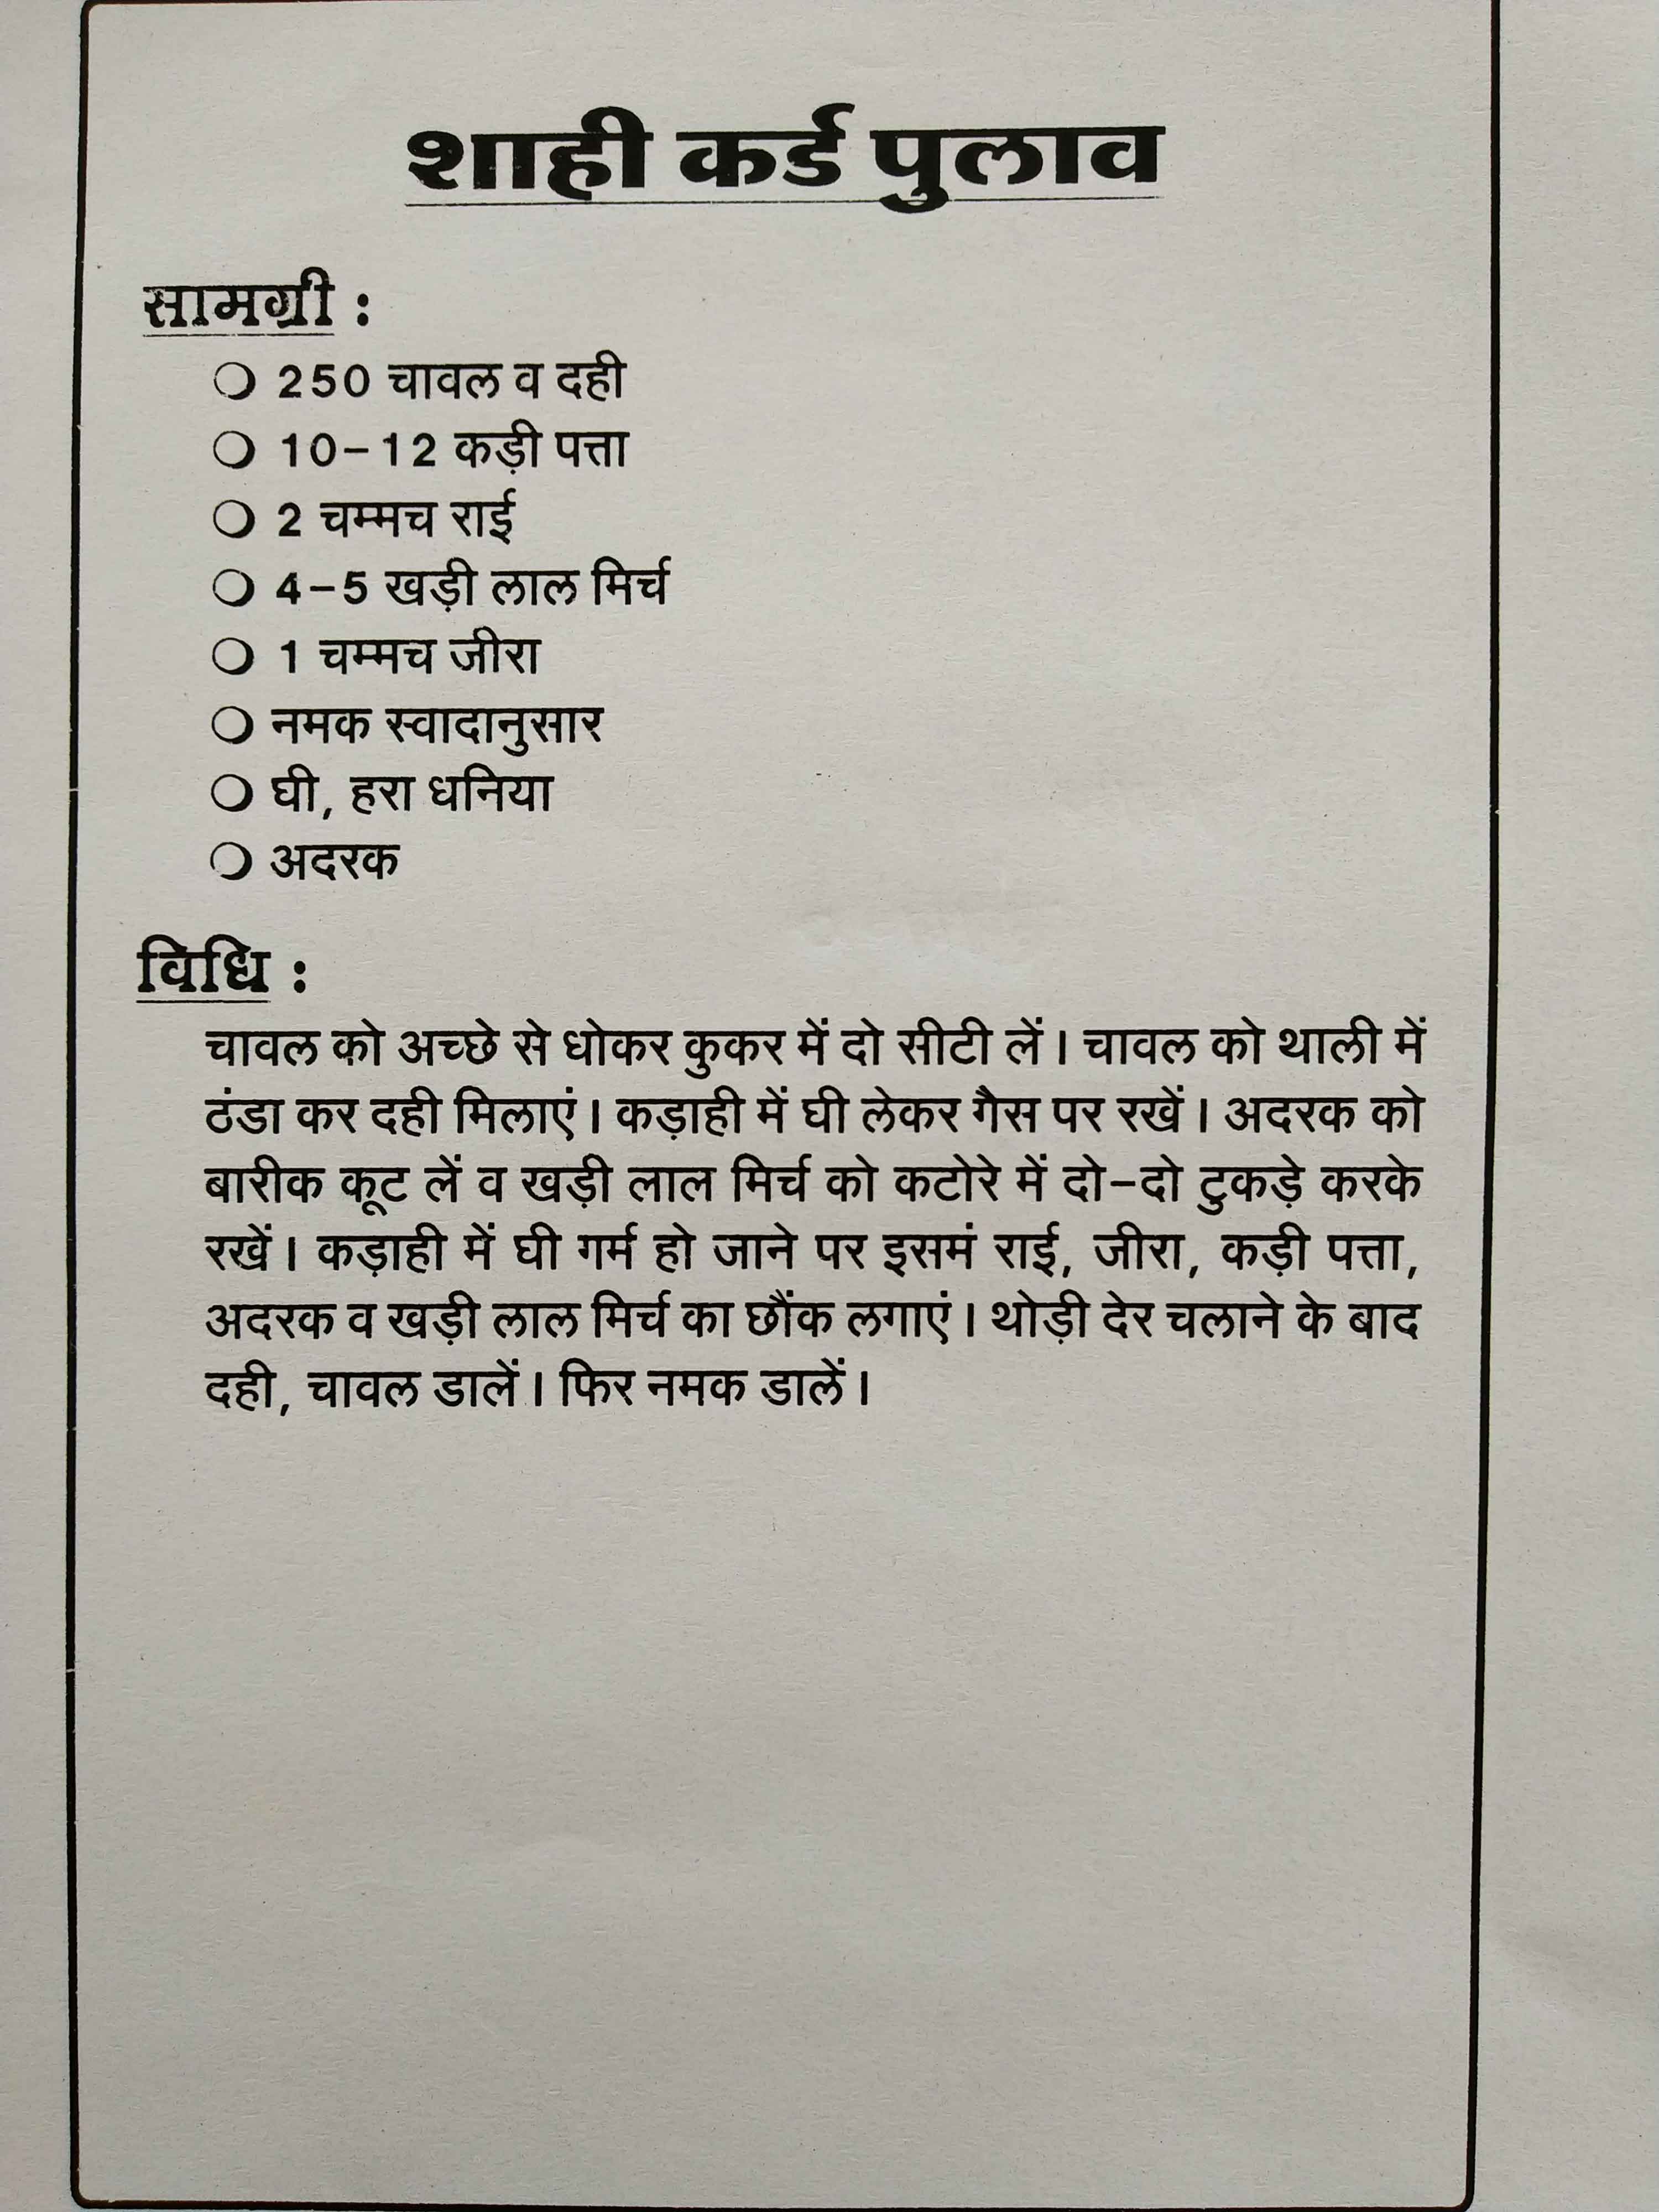 शाही कर्ड पुलाव
सामग्री :
❍ 250 चावल व दही
❍ 10-12 कड़ी पत्ता
❍ 2 चम्मच राई
❍ 4-5 खड़ी लाल मिर्च
❍ 1 चम्मच जीरा
❍ नमक स्वादानुसार
❍ घी, हरा धनिया
❍ अदरक
विधि :
चावल को अच्छे से धोकर कुकर में दो सीटी लें। चावल को थाली में
ठंडा कर दही मिलाएं। कड़ाही में घी लेकर गैस पर रखें। अदरक को
बारीक कूट लें व खड़ी लाल मिर्च को कटोरे में दो-दो टुकड़े करके
रखें। कड़ाही में घी गर्म हो जाने पर इसमं राई, जीरा, कड़ी पत्ता,
अदरक व खड़ी लाल मिर्च का छौंक लगाएं। थोड़ी देर चलाने के बाद
दही, चावल डालें। फिर नमक डालें।